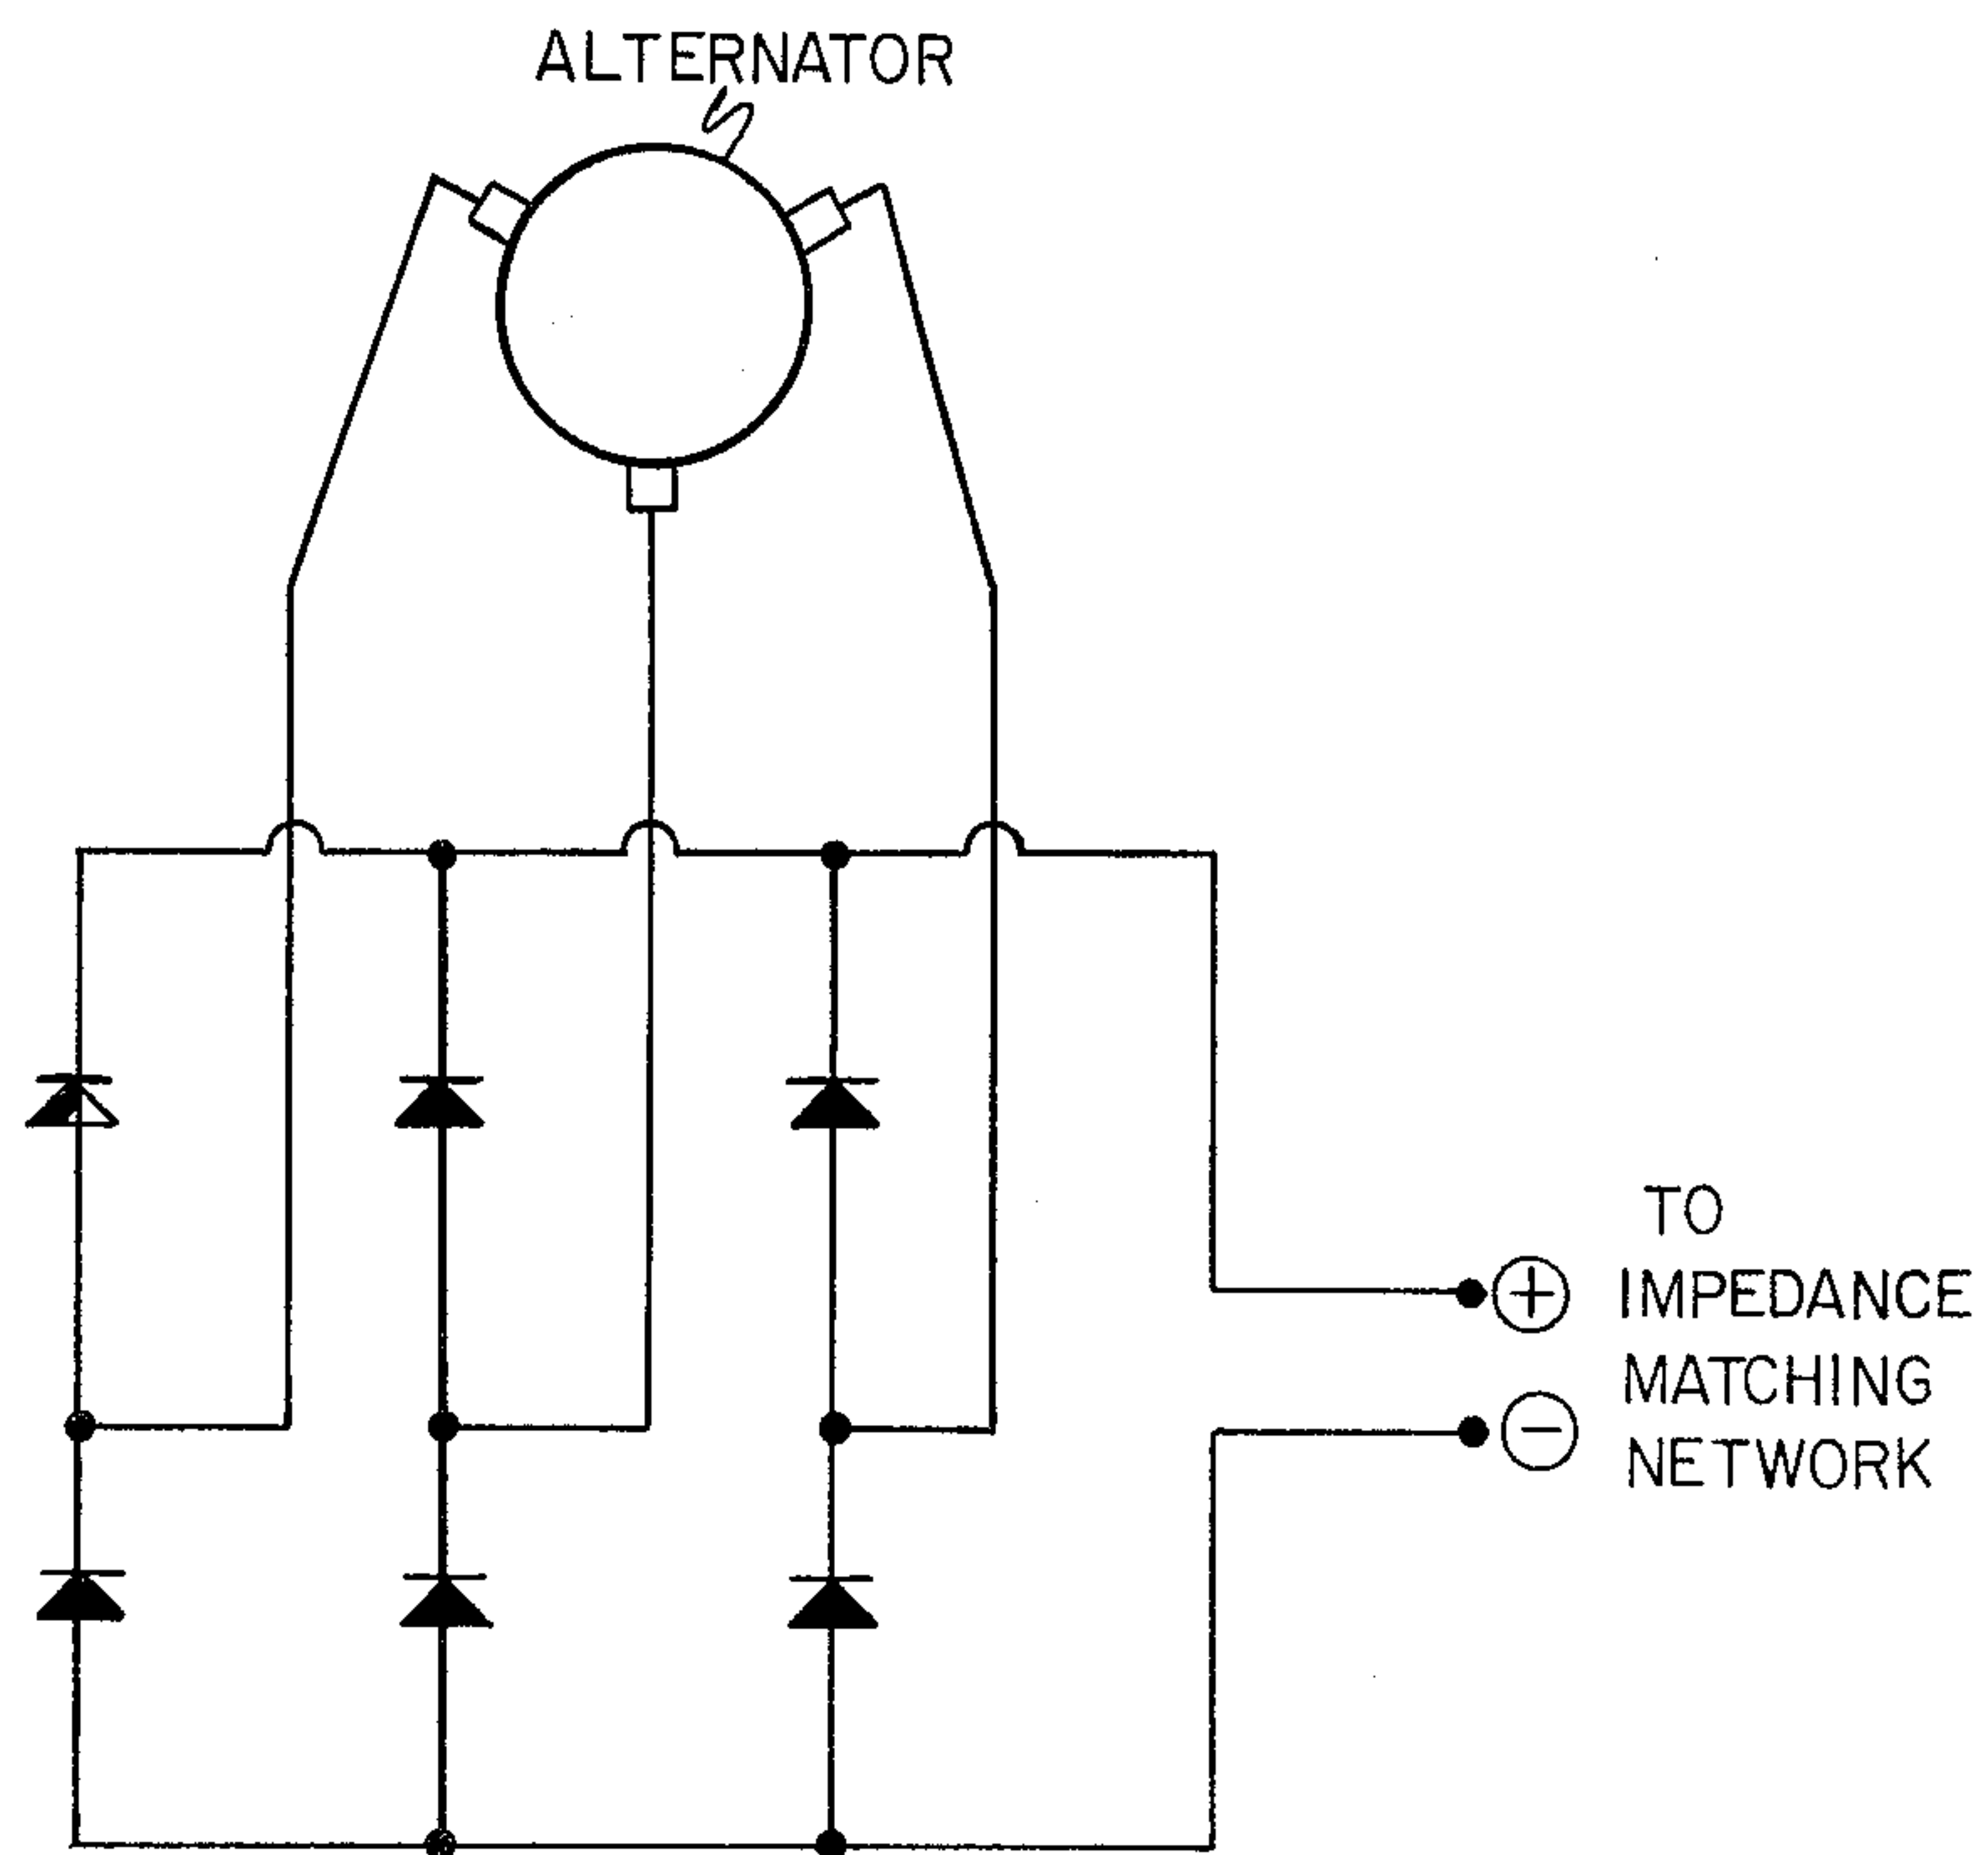 ALTERNATOR
TO
+ IMPEDANCE
MATCHING
− NETWORK